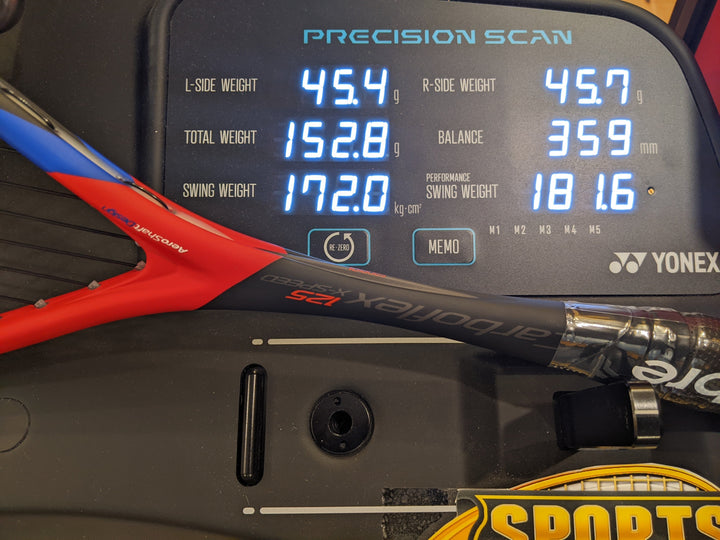 PRECISION SCAN
L-SIDE WEIGHT 45.4 g R-SIDE WEIGHT 45.7 g
TOTAL WEIGHT 152.8 g BALANCE 359 mm
SWING WEIGHT 172.0 kg·cm² PERFORMANCE SWING WEIGHT 181.6
M1 M2 M3 M4 M5
RE-ZERO MEMO
YONEX
AeroShaft Design
Carboflex 125 X-SPEED
bre
SPORTS